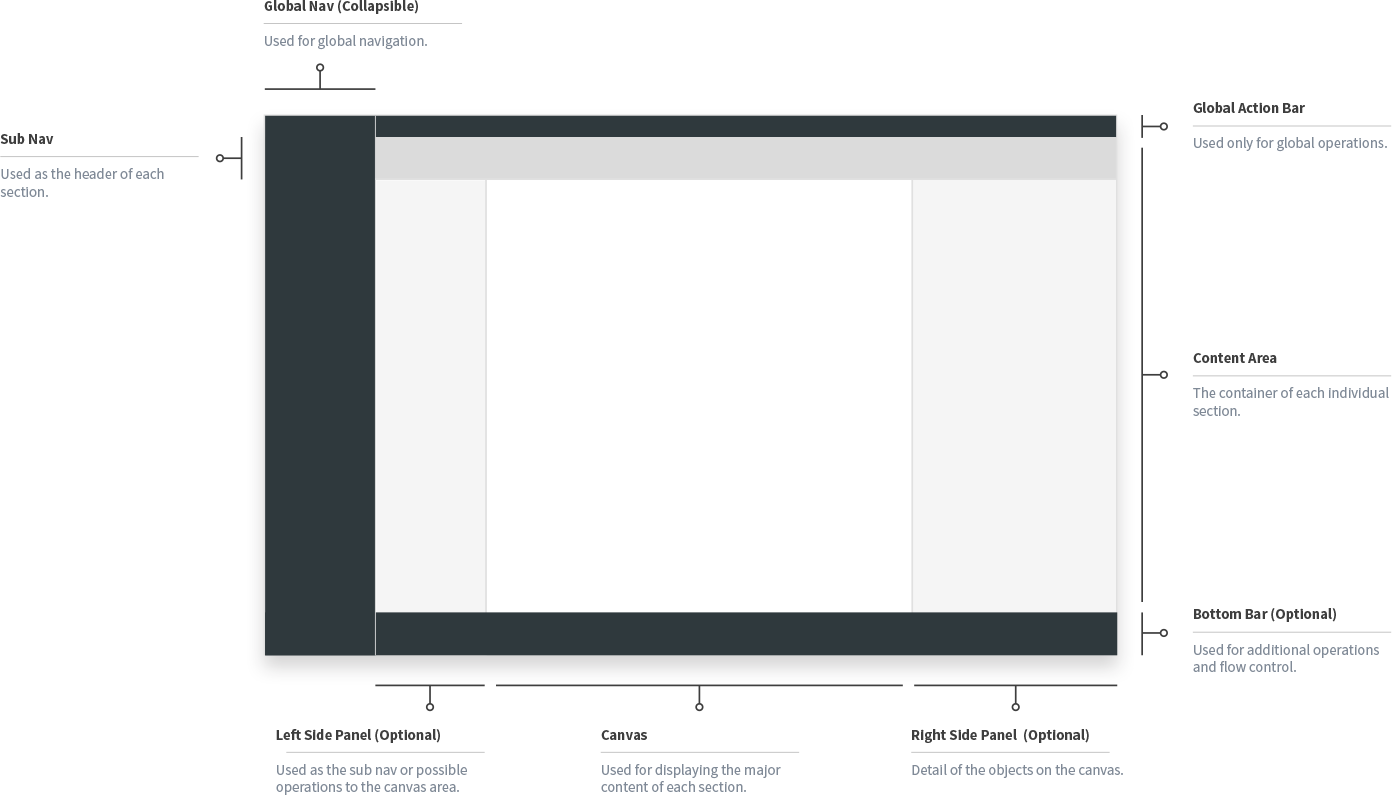 Global Nav (Collapsible)
Used for global navigation.
Global Action Bar
Used only for global operations.
Sub Nav
Used as the header of each
section.
Content Area
The container of each individual
section.
Bottom Bar (Optional)
Used for additional operations
and flow control.
Left Side Panel (Optional)
Used as the sub nav or possible
operations to the canvas area.
Canvas
Used for displaying the major
content of each section.
Right Side Panel (Optional)
Detail of the objects on the canvas.